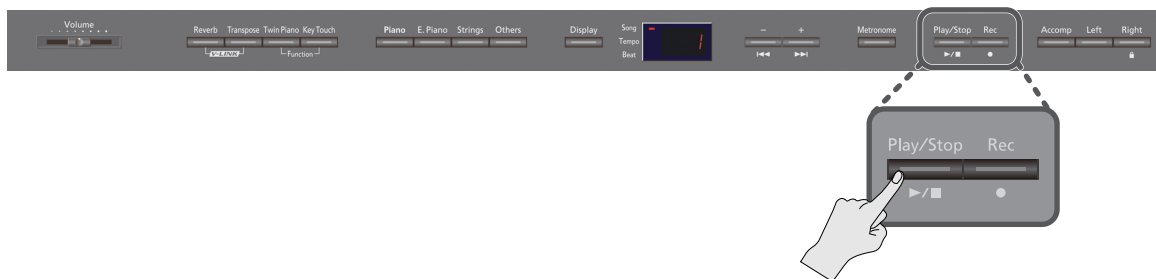 Volume
Reverb Transpose Twin Piano Key Touch
V-LINK
Function
Piano E. Piano Strings Others
Display
Song
Tempo
Beat
1
− +
Metronome
Play/Stop Rec
Accomp Left Right
Play/Stop Rec